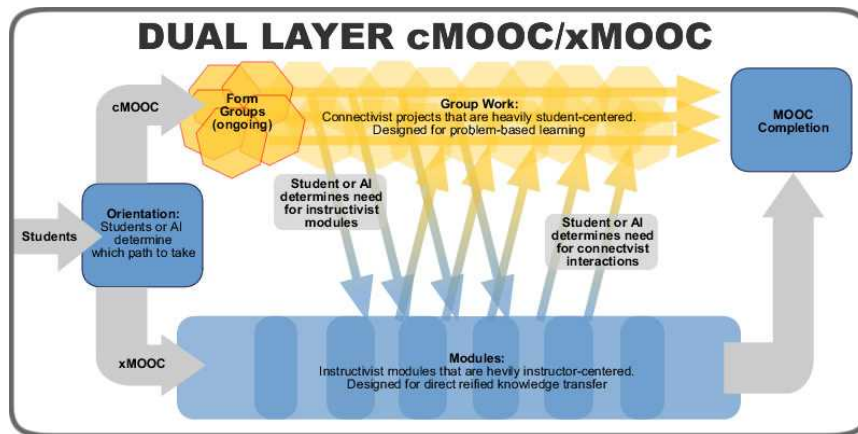 DUAL LAYER cMOOC/xMOOC
cMOOC
Form
Groups
(ongoing)
Group Work:
Connectivist projects that are heavily student-centered.
Designed for problem-based learning
MOOC
Completion
Student or AI
determines need
for instructivist
modules
Student or AI
determines need
for connectvist
interactions
Students
Orientation:
Students or AI
determine
which path to take
xMOOC
Modules:
Instructivist modules that are hevily instructor-centered.
Designed for direct reified knowledge transfer